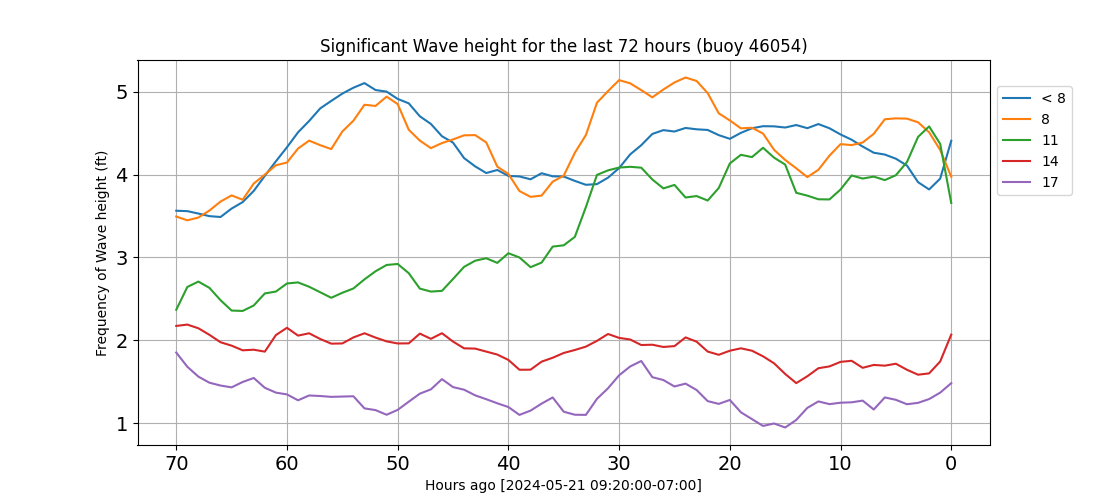 Significant Wave height for the last 72 hours (buoy 46054)
Frequency of Wave height (ft)
5
4
3
2
1
70 60 50 40 30 20 10 0
Hours ago [2024-05-21 09:20:00-07:00]
< 8
8
11
14
17